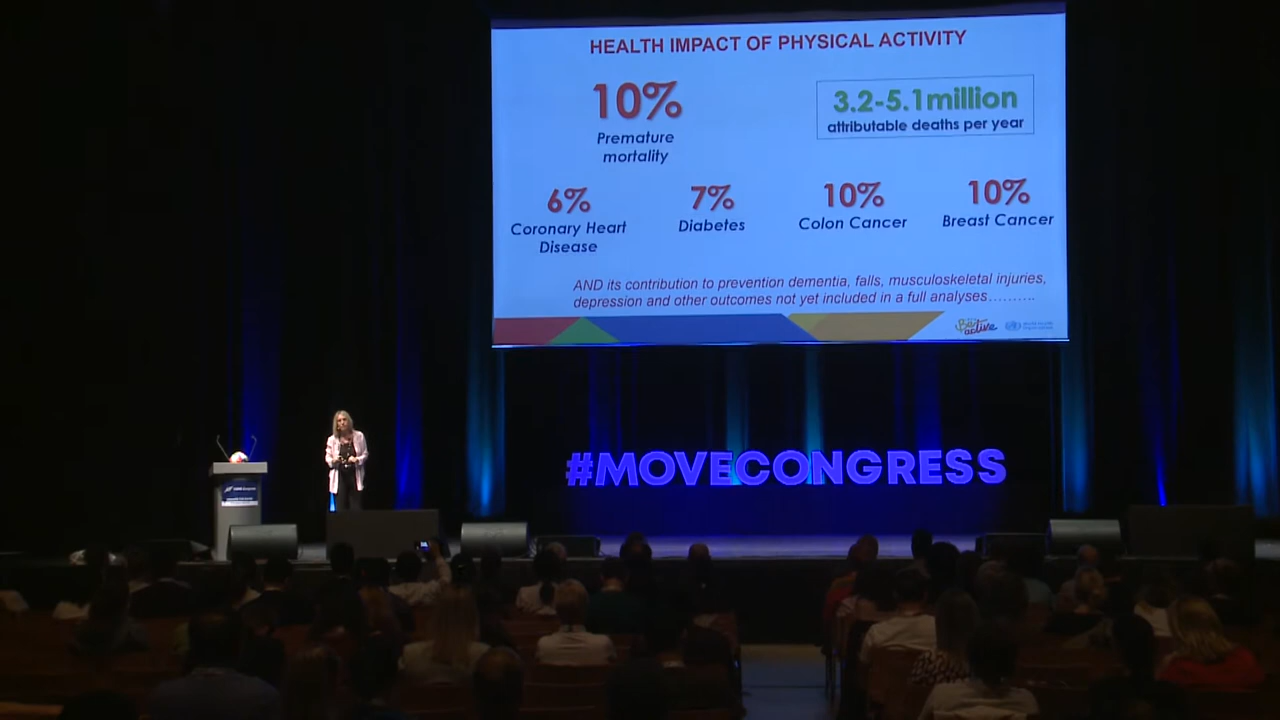 HEALTH IMPACT OF PHYSICAL ACTIVITY
10%
Premature
mortality
3.2-5.1million
attributable deaths per year
6%
Coronary Heart
Disease
7%
Diabetes
10%
Colon Cancer
10%
Breast Cancer
AND its contribution to prevention dementia, falls, musculoskeletal injuries,
depression and other outcomes not yet included in a full analyses..........
active
#MOVECONGRESS